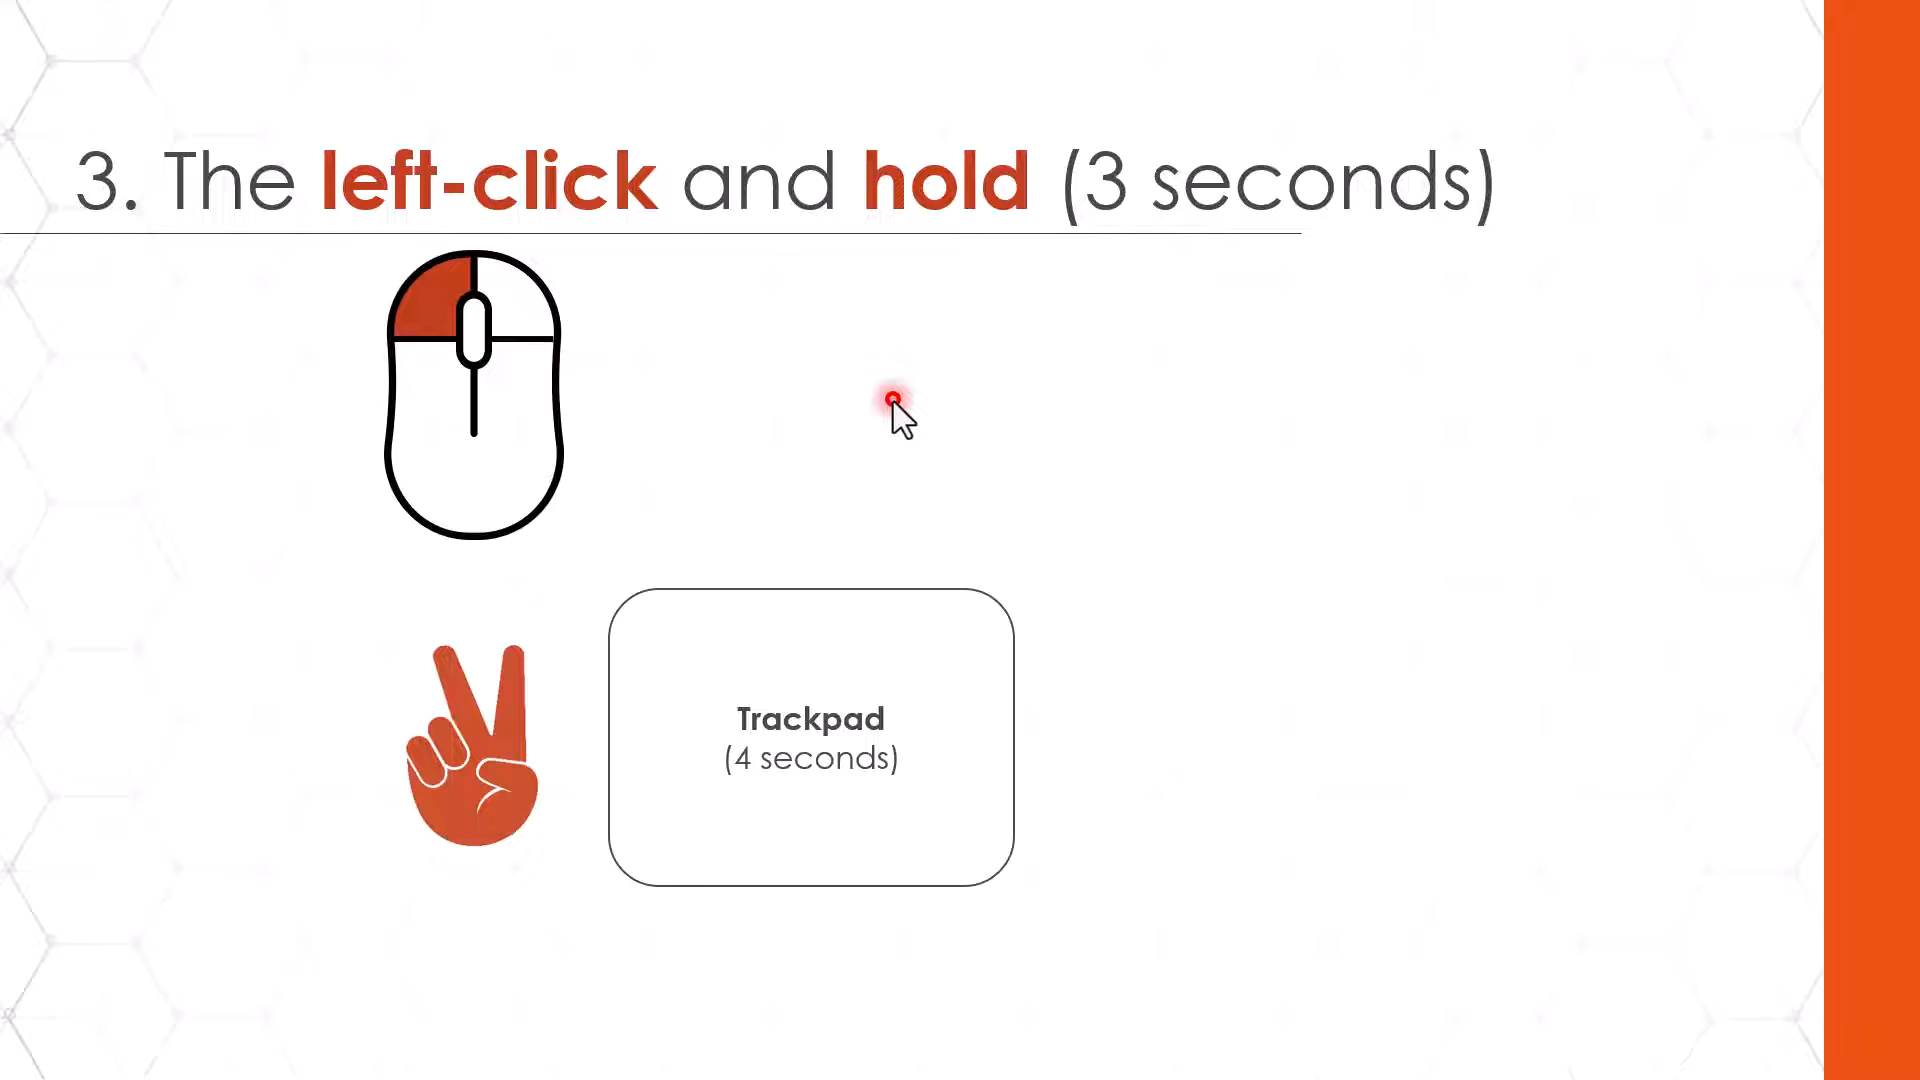 3. The left-click and hold (3 seconds)
Trackpad
(4 seconds)